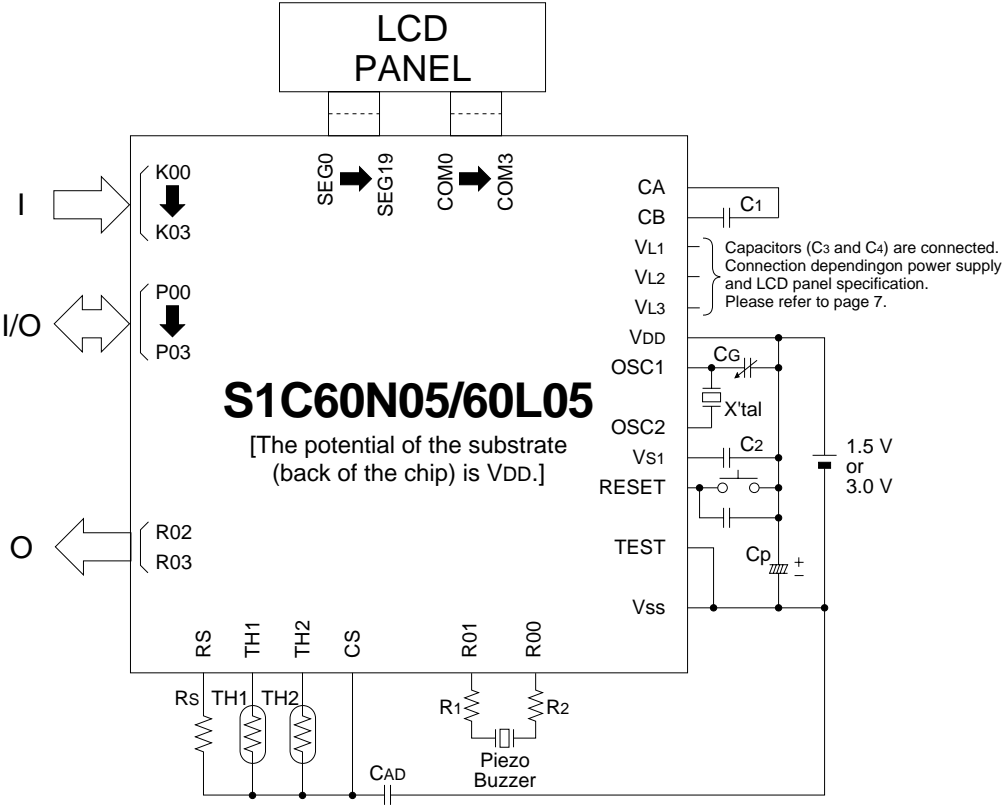 LCD
PANEL
SEG0
SEG19
COM0
COM3
I
K00
K03
I/O
P00
P03
O
R02
R03
S1C60N05/60L05
[The potential of the substrate
(back of the chip) is VDD.]
CA
CB
C1
VL1
VL2
VL3
Capacitors (C3 and C4) are connected.
Connection dependingon power supply
and LCD panel specification.
Please refer to page 7.
VDD
OSC1
CG
X'tal
OSC2
VS1
C2
RESET
TEST
Cp
+
−
Vss
1.5 V
or
3.0 V
RS
TH1
TH2
CS
R01
R00
Rs
TH1
TH2
R1
R2
Piezo
Buzzer
CAD